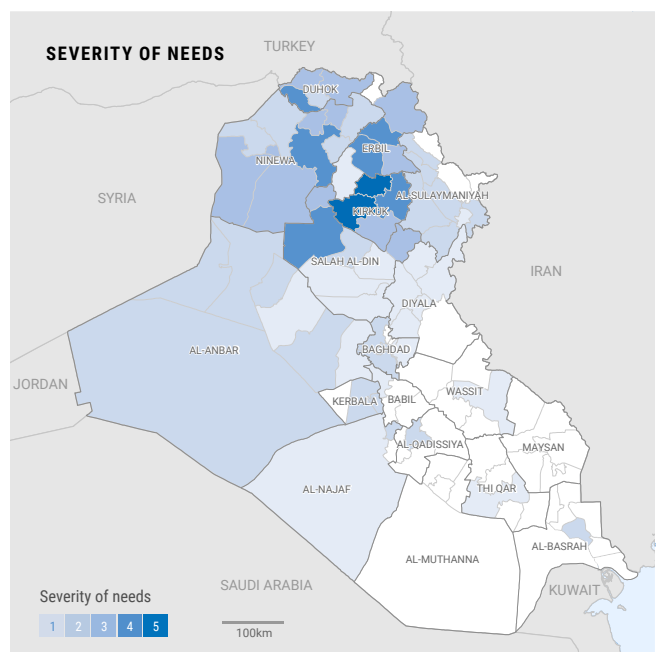 SEVERITY OF NEEDS
TURKEY
DUHOK
ERBIL
NINEWA
SYRIA
AL-SULAYMANIYAH
KIRKUK
SALAH AL-DIN
IRAN
DIYALA
AL-ANBAR
BAGHDAD
JORDAN
KERBALA
BABIL
WASSIT
AL-QADISSIYA
MAYSAN
AL-NAJAF
THI QAR
AL-BASRAH
AL-MUTHANNA
SAUDI ARABIA
KUWAIT
Severity of needs
1 2 3 4 5
100km